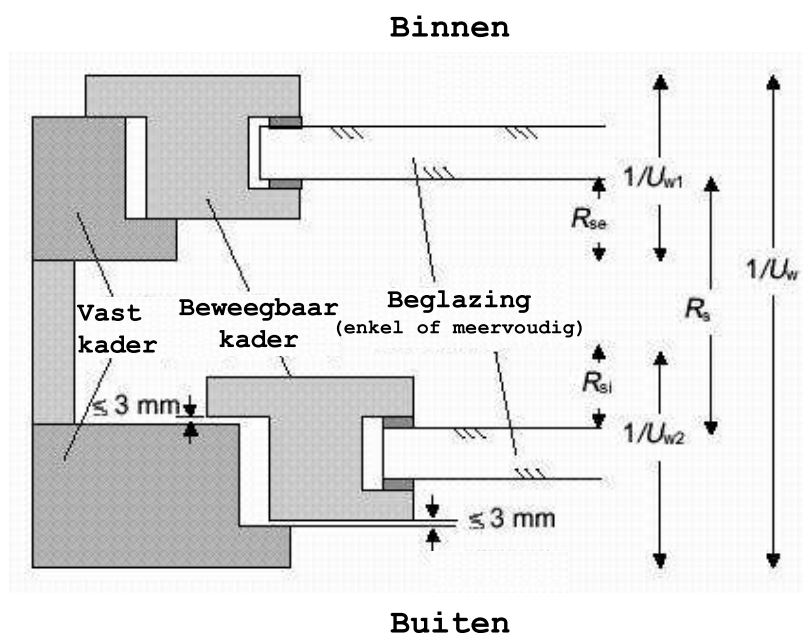 Binnen
1/Uw1
Rse
1/Uw
Vast
kader
Beweegbaar
kader
Beglazing
(enkel of meervoudig)
Rs
≤ 3 mm
Rsi
1/Uw2
≤ 3 mm
Buiten